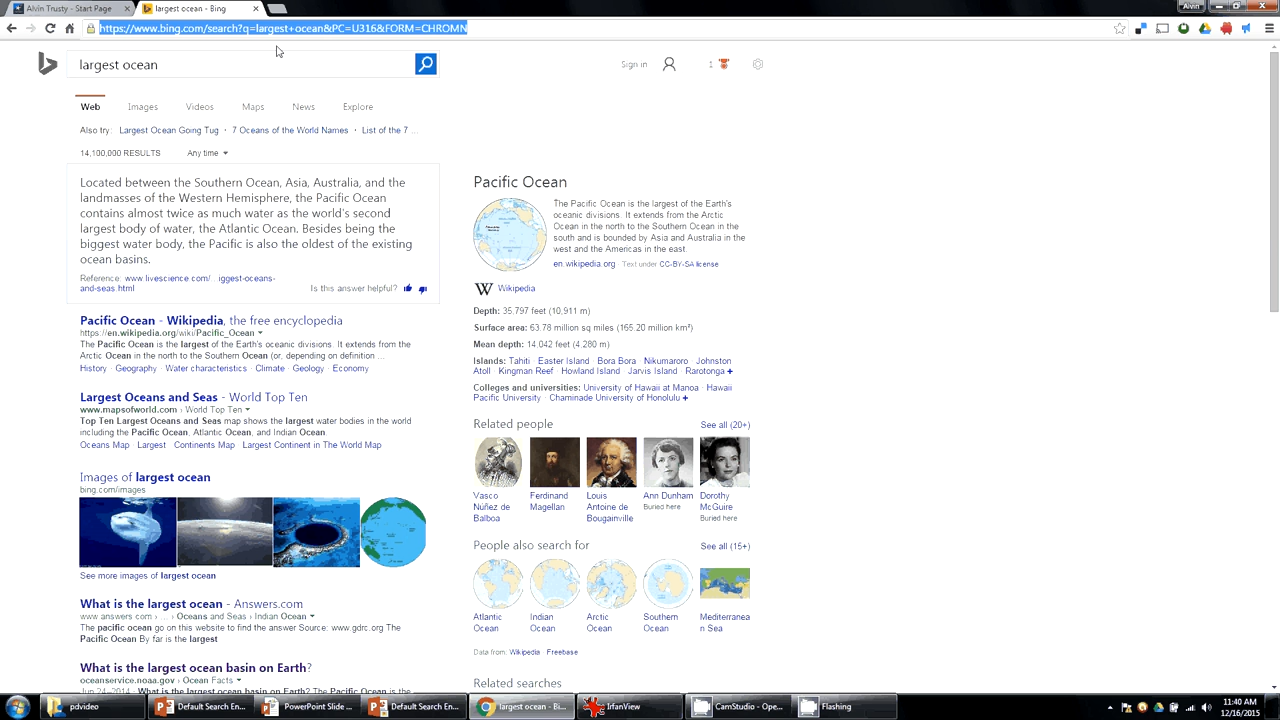 Alvin Trusty - Start Page
largest ocean - Bing
Alvin
https://www.bing.com/search?q=largest+ocean&PC=U316&FORM=CHROMN
largest ocean
Sign in
1
Web Images Videos Maps News Explore
Also try: Largest Ocean Going Tug · 7 Oceans of the World Names · List of the 7 ...
14,100,000 RESULTS Any time
Located between the Southern Ocean, Asia, Australia, and the
landmasses of the Western Hemisphere, the Pacific Ocean
contains almost twice as much water as the world's second
largest body of water, the Atlantic Ocean. Besides being the
biggest water body, the Pacific is also the oldest of the existing
ocean basins.
Reference: www.livescience.com/…iggest-oceans-
and-seas.html
Is this answer helpful?
Pacific Ocean - Wikipedia, the free encyclopedia
https://en.wikipedia.org/wiki/Pacific_Ocean
The Pacific Ocean is the largest of the Earth's oceanic divisions. It extends from the
Arctic Ocean in the north to the Southern Ocean (or, depending on definition ...
History · Geography · Water characteristics · Climate · Geology · Economy
Largest Oceans and Seas - World Top Ten
www.mapsofworld.com › World Top Ten
Top Ten Largest Oceans and Seas map shows the largest water bodies in the world
including the Pacific Ocean, Atlantic Ocean, and Indian Ocean.
Oceans Map Largest Continents Map Largest Continent in The World Map
Images of largest ocean
bing.com/images
See more images of largest ocean
What is the largest ocean - Answers.com
www.answers.com › … › Oceans and Seas › Indian Ocean
The pacific ocean go on this website to find the answer Source: www.gdrc.org The
Pacific Ocean By far is the largest
What is the largest ocean basin on Earth?
oceanservice.noaa.gov › Ocean Facts
Jun 24, 2014 · What is the largest ocean basin on Earth? The Pacific Ocean is the largest
Pacific Ocean
The Pacific Ocean is the largest of the Earth's
oceanic divisions. It extends from the Arctic
Ocean in the north to the Southern Ocean in the
south and is bounded by Asia and Australia in the
west and the Americas in the east.
en.wikipedia.org · Text under CC-BY-SA license
W Wikipedia
Depth: 35,797 feet (10,911 m)
Surface area: 63.78 million sq miles (165.20 million km²)
Mean depth: 14,042 feet (4,280 m)
Islands: Tahiti · Easter Island · Bora Bora · Nikumaroro · Johnston
Atoll · Kingman Reef · Howland Island · Jarvis Island · Rarotonga +
Colleges and universities: University of Hawaii at Manoa · Hawaii
Pacific University · Chaminade University of Honolulu +
Related people See all (20+)
Vasco Núñez de Balboa
Ferdinand Magellan
Louis Antoine de Bougainville
Ann Dunham
Buried here
Dorothy McGuire
Buried here
People also search for See all (15+)
Atlantic Ocean
Indian Ocean
Arctic Ocean
Southern Ocean
Mediterranean Sea
Data from: Wikipedia · Freebase
Related searches
pdvideo
Default Search En...
PowerPoint Slide ...
Default Search En...
largest ocean - Bi...
IrfanView
CamStudio - Ope...
Flashing
11:40 AM
12/16/2015